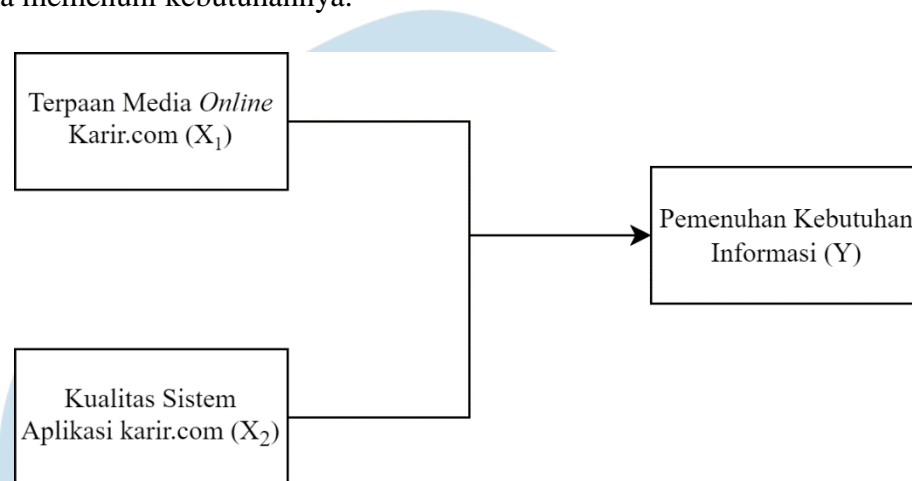 memenuhi kebutuhannya.
Terpaan Media Online
Karir.com (X₁)
Pemenuhan Kebutuhan
Informasi (Y)
Kualitas Sistem
Aplikasi karir.com (X₂)